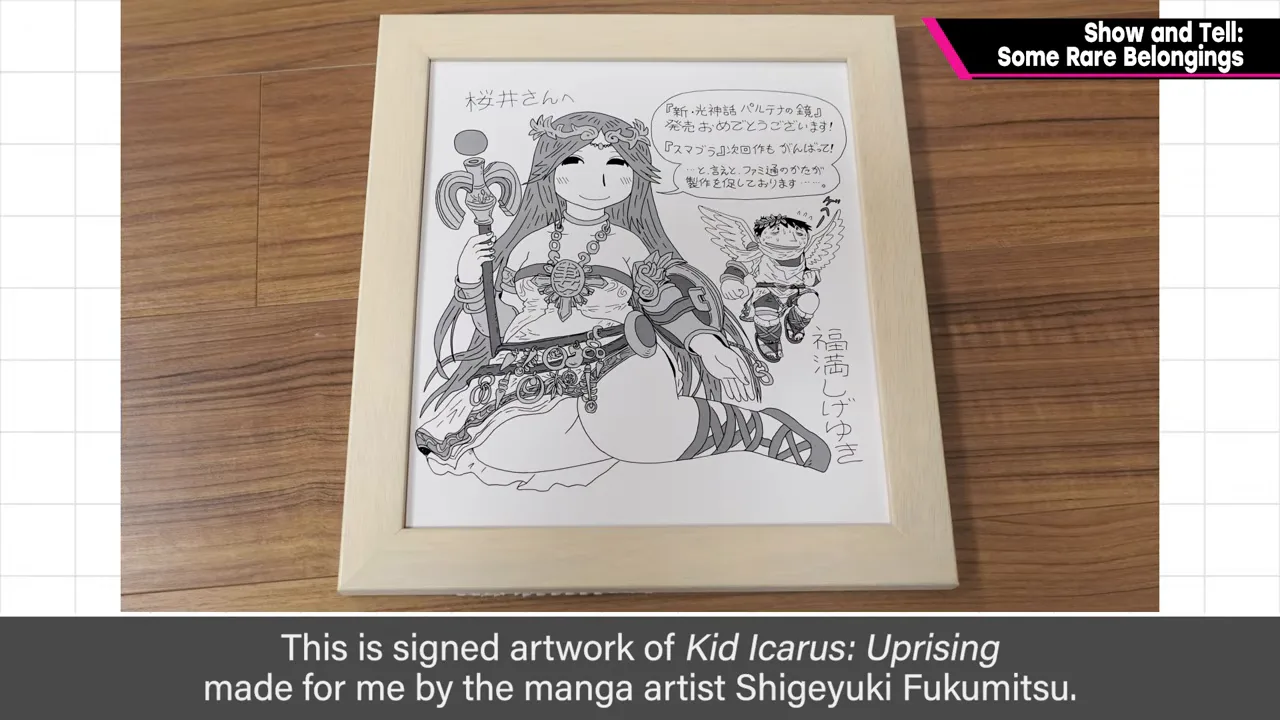 Show and Tell:
Some Rare Belongings
桜井さんへ
『新・光神話 パルテナの鏡』
発売おめでとうございます!
『スマブラ』次回作も がんばって!
…と、言えと、ファミ通のかたが
製作を促しております……。
福満しげゆき
This is signed artwork of Kid Icarus: Uprising
made for me by the manga artist Shigeyuki Fukumitsu.